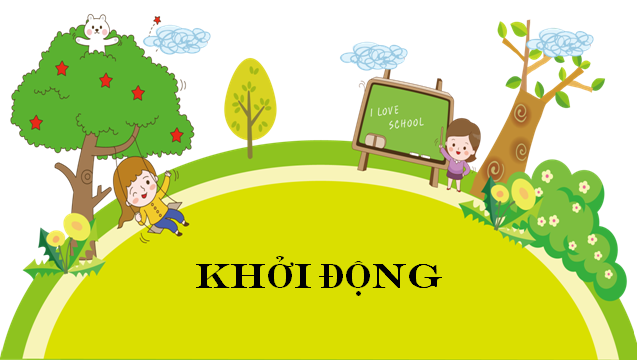 I LOVE
SCHOOL
KHỞI ĐỘNG